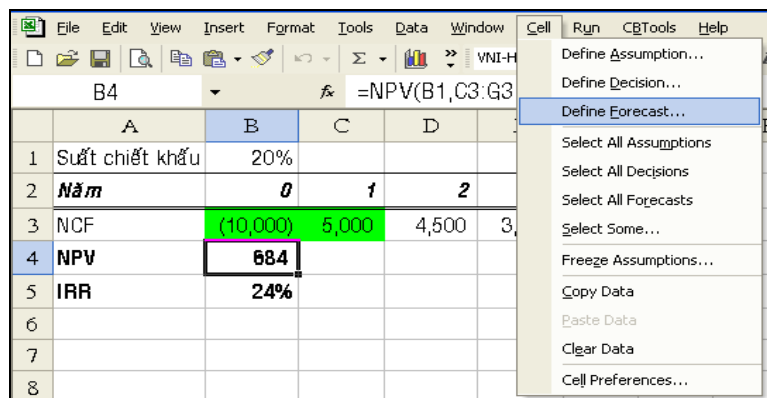 File Edit View Insert Format Tools Data Window Cell Run CBTools Help
VNI-H
B4 fx =NPV(B1,C3:G3
A B C D
1 Suất chiết khấu 20%
2 Năm 0 1 2
3 NCF (10,000) 5,000 4,500 3,
4 NPV 684
5 IRR 24%
6
7
8
Define Assumption...
Define Decision...
Define Forecast...
Select All Assumptions
Select All Decisions
Select All Forecasts
Select Some...
Freeze Assumptions...
Copy Data
Paste Data
Clear Data
Cell Preferences...